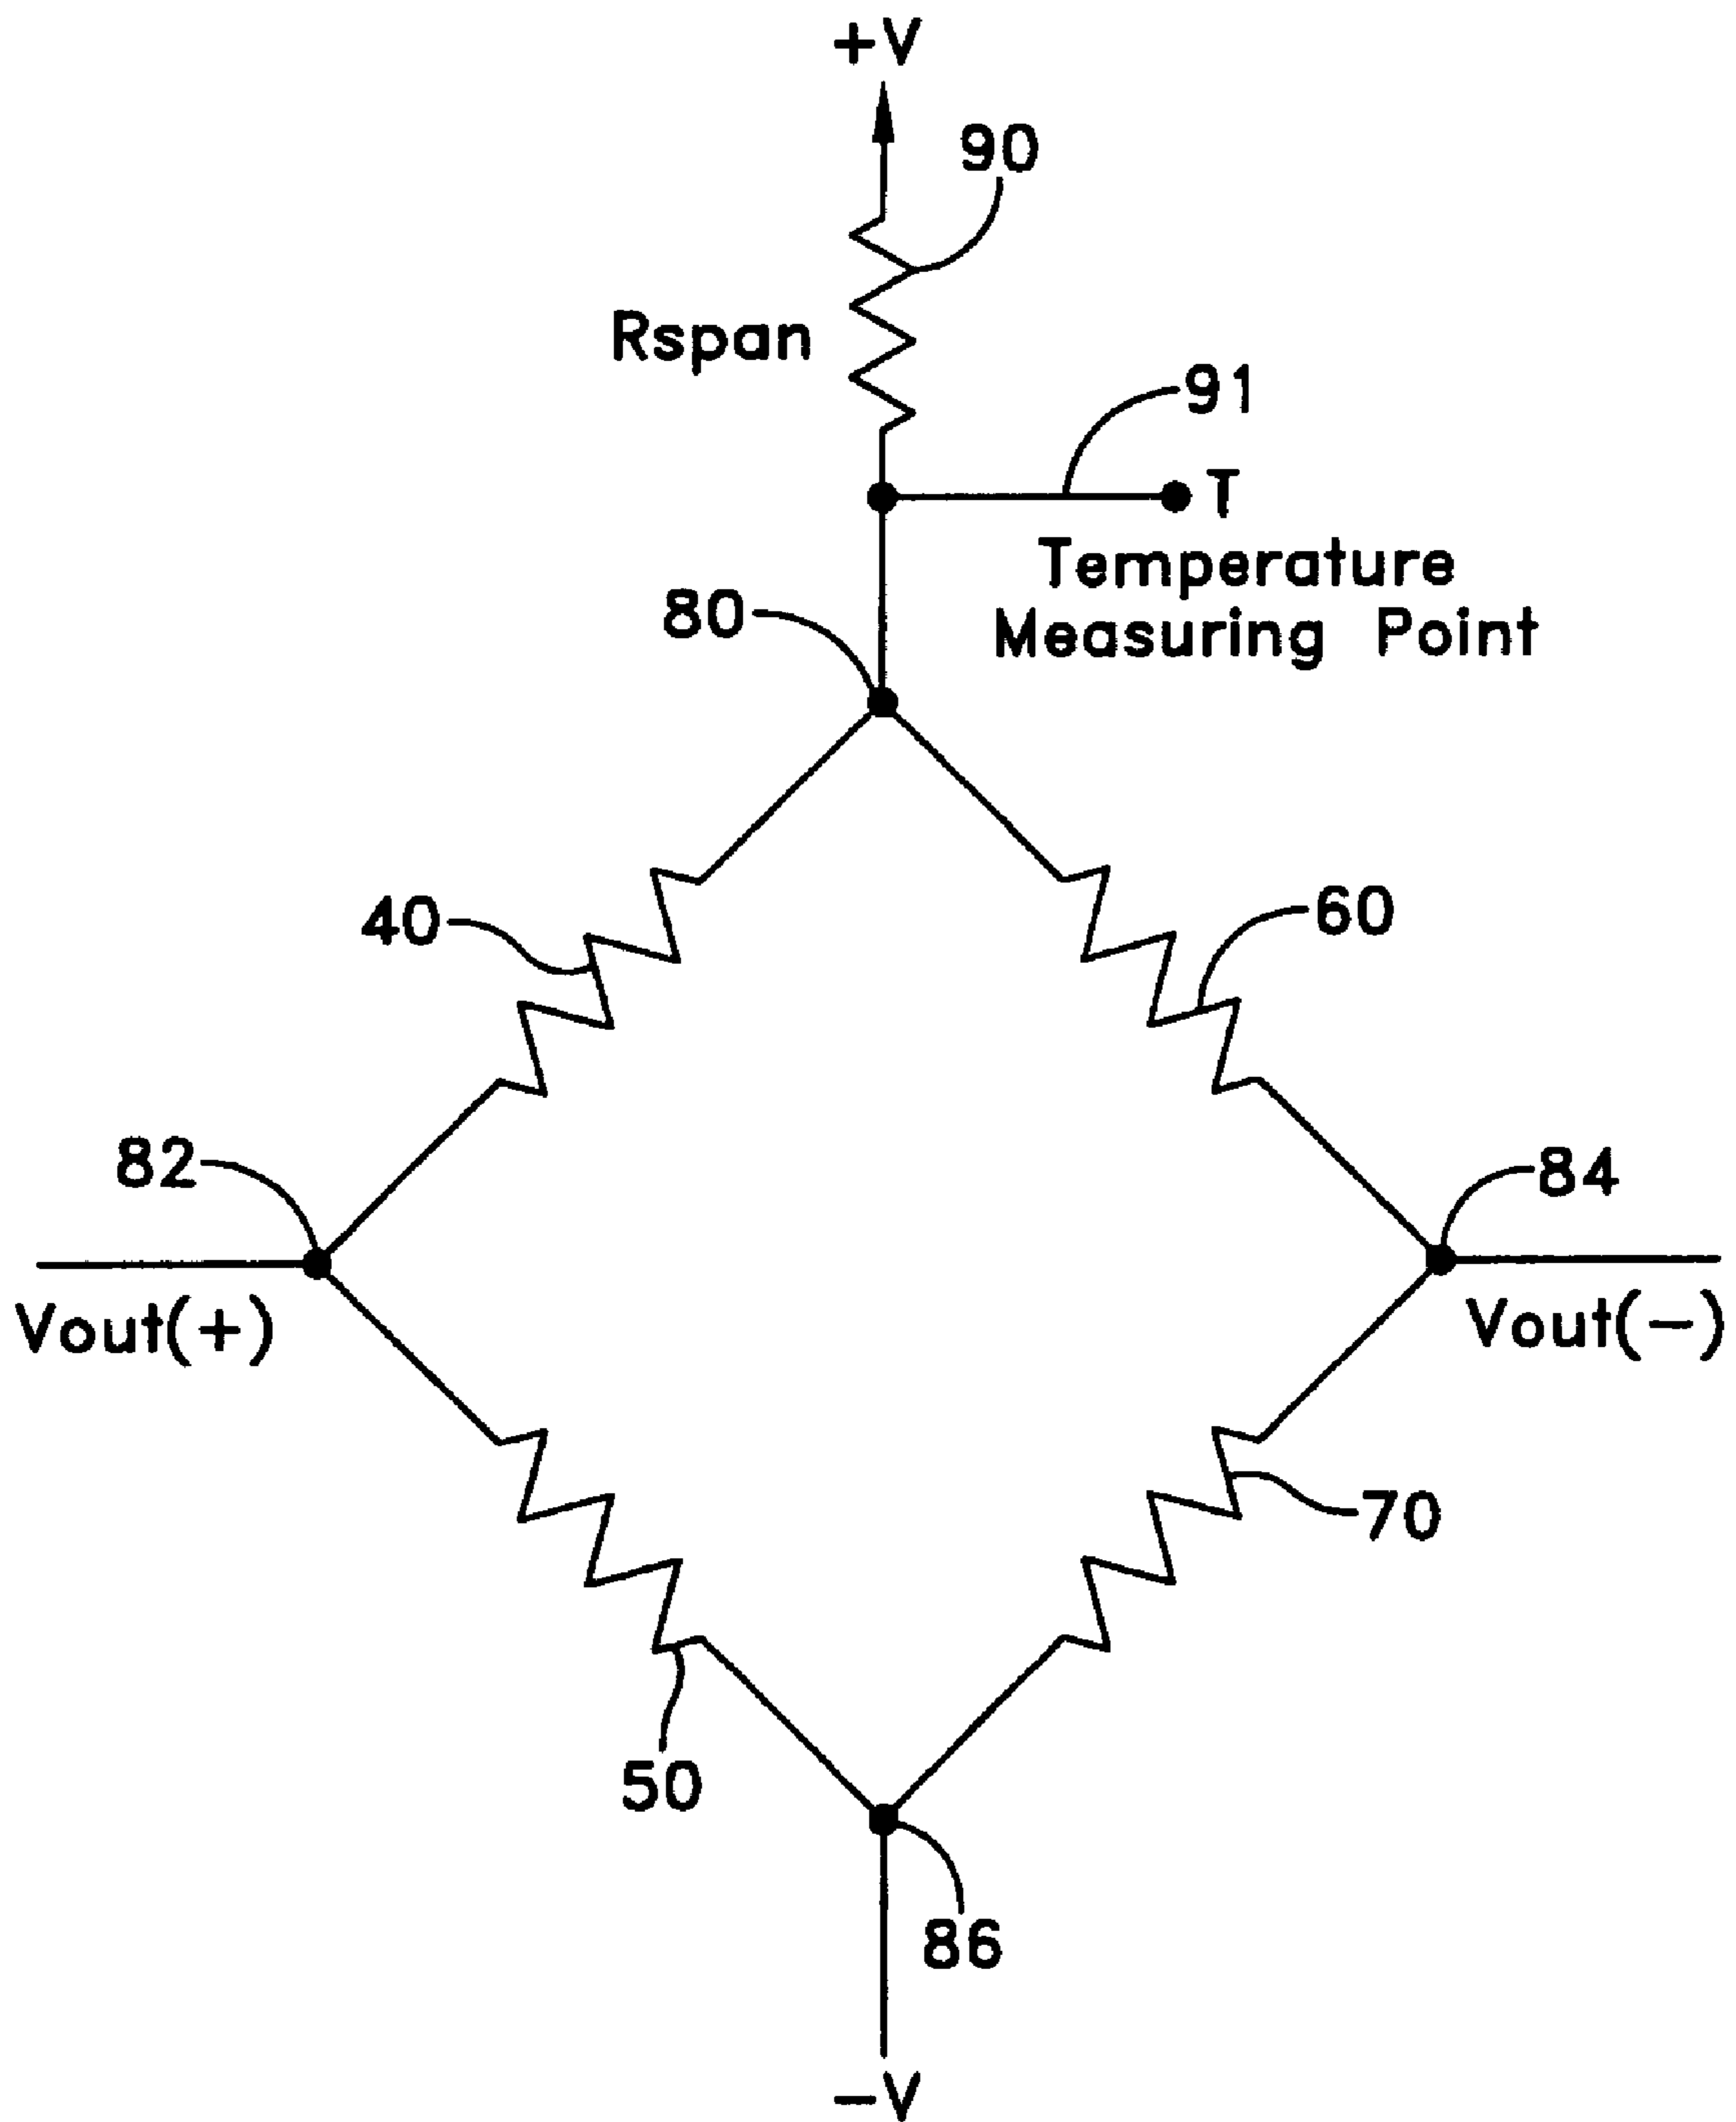 +V
90
Rspan
91
T
Temperature
Measuring Point
80
40
60
82
84
Vout(+)
Vout(-)
70
50
86
-V